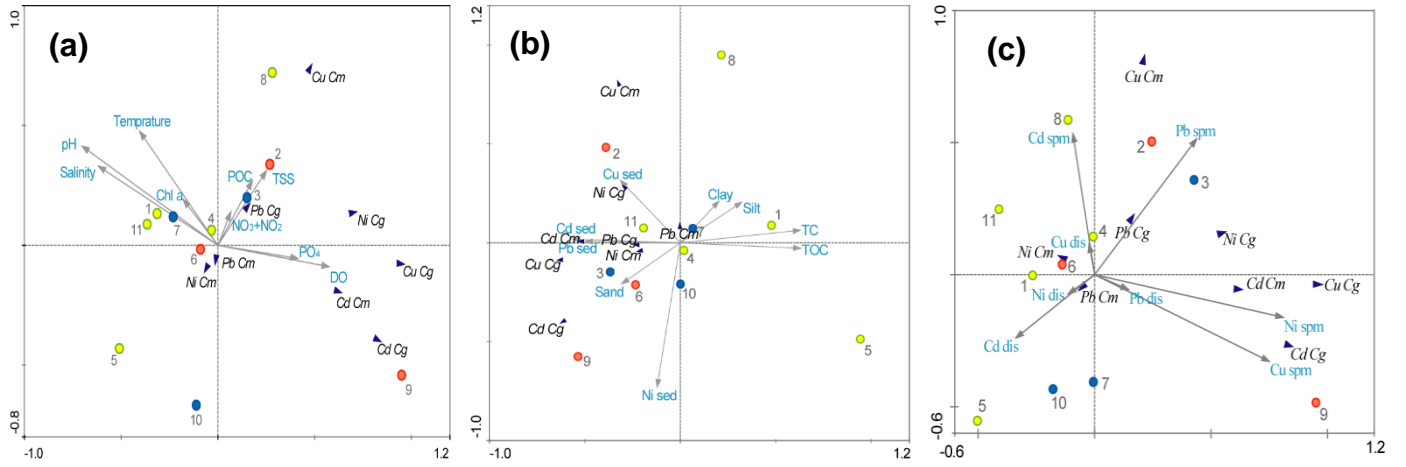 (a)
1.0
-0.8
-1.0
1.2
8
Cu Cm
Temprature
pH
Salinity
Chl a
POC
TSS
2
3
Pb Cg
4
NO₃+NO₂
1
11
7
6
Ni Cm
Pb Cm
PO₄
DO
Ni Cg
Cu Cg
Cd Cm
Cd Cg
5
9
10
(b)
1.2
-1.0
-1.0
1.2
8
Cu Cm
2
Cu sed
Ni Cg
Clay
Silt
11
1
7
TC
TOC
Cd sed
Cd Cm
Pb sed
Pb Cg
Pb Cm
Ni Cm
Cu Cg
4
3
Sand
6
10
Cd Cg
9
5
Ni sed
(c)
1.0
-0.6
-0.6
1.2
Cu Cm
8
Cd spm
Pb spm
2
3
11
4
Pb Cg
Ni Cg
Cu dis
Ni Cm
6
1
Ni dis
Pb Cm
Pb dis
Cd Cm
Cu Cg
Ni spm
Cd dis
Cd Cg
Cu spm
7
10
5
9